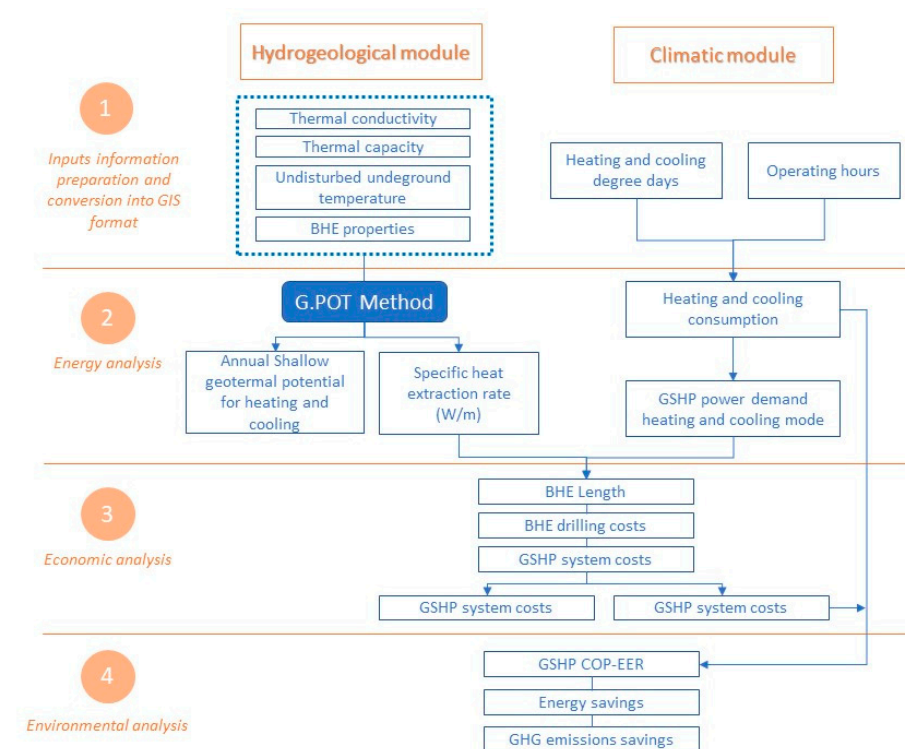 Hydrogeological module
Climatic module
1
Inputs information
preparation and
conversion into GIS
format
Thermal conductivity
Thermal capacity
Undisturbed undeground
temperature
BHE properties
Heating and cooling
degree days
Operating hours
2
Energy analysis
G.POT Method
Annual Shallow
geotermal potential
for heating and
cooling
Specific heat
extraction rate
(W/m)
Heating and cooling
consumption
GSHP power demand
heating and cooling mode
3
Economic analysis
BHE Length
BHE drilling costs
GSHP system costs
GSHP system costs
GSHP system costs
4
Environmental analysis
GSHP COP-EER
Energy savings
GHG emissions savings